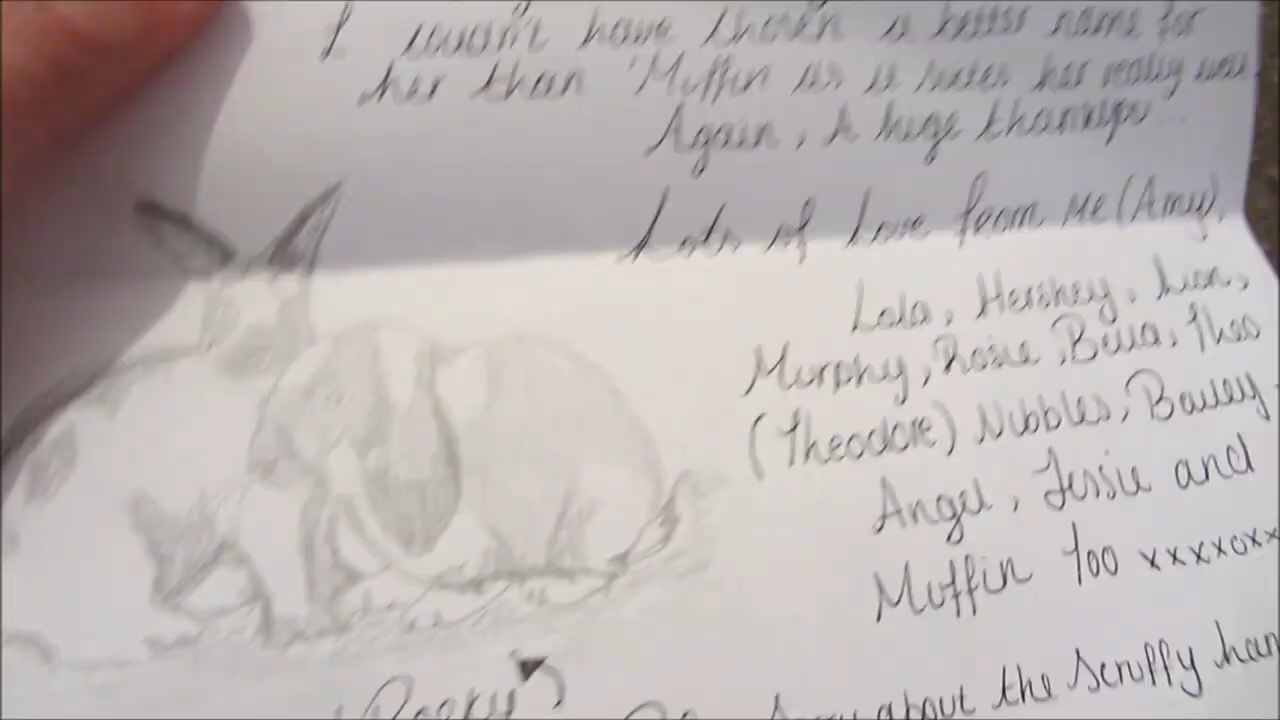 I couldn't have chosen a better name for
her than 'Muffin as it suites her really well
Again, A huge thankyou...
Lots of Love from Me (Amy),
Lola, Hershey,
Murphy, Rosie, Bella, Theo
(Theodore) Nibbles, Bailey
Angel, Jessie and
Muffin too xxxxoxx
about the scruffy han